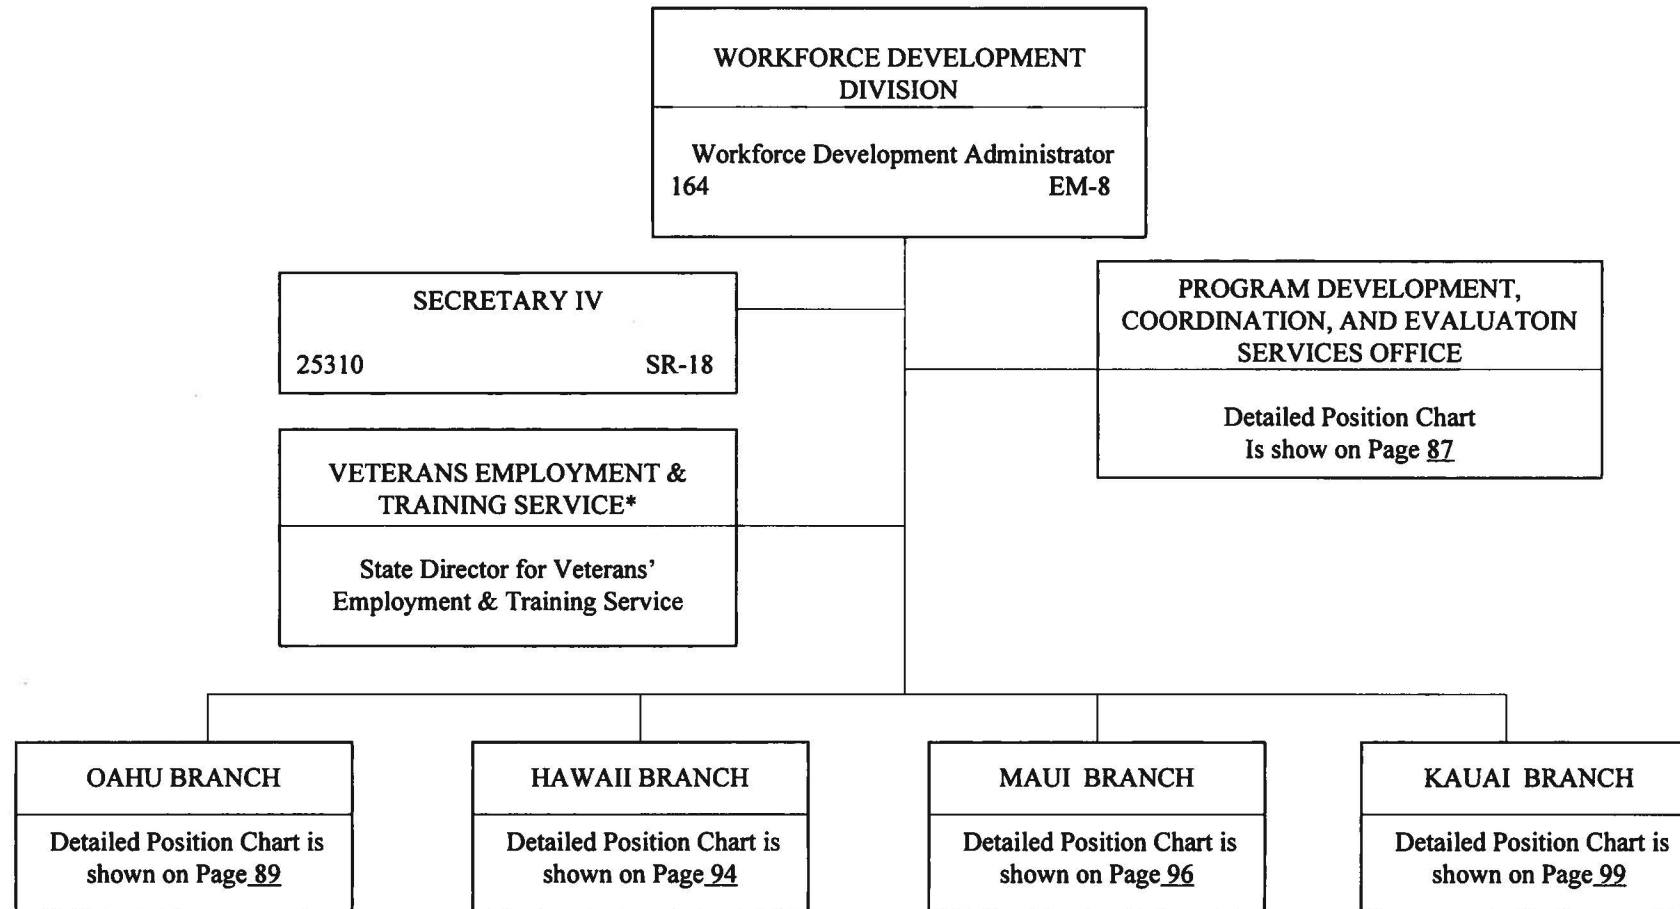 WORKFORCE DEVELOPMENT
DIVISION
Workforce Development Administrator
164 EM-8
SECRETARY IV
25310 SR-18
PROGRAM DEVELOPMENT,
COORDINATION, AND EVALUATOIN
SERVICES OFFICE
Detailed Position Chart
Is show on Page 87
VETERANS EMPLOYMENT &
TRAINING SERVICE*
State Director for Veterans’
Employment & Training Service
OAHU BRANCH
Detailed Position Chart is
shown on Page 89
HAWAII BRANCH
Detailed Position Chart is
shown on Page 94
MAUI BRANCH
Detailed Position Chart is
shown on Page 96
KAUAI BRANCH
Detailed Position Chart is
shown on Page 99